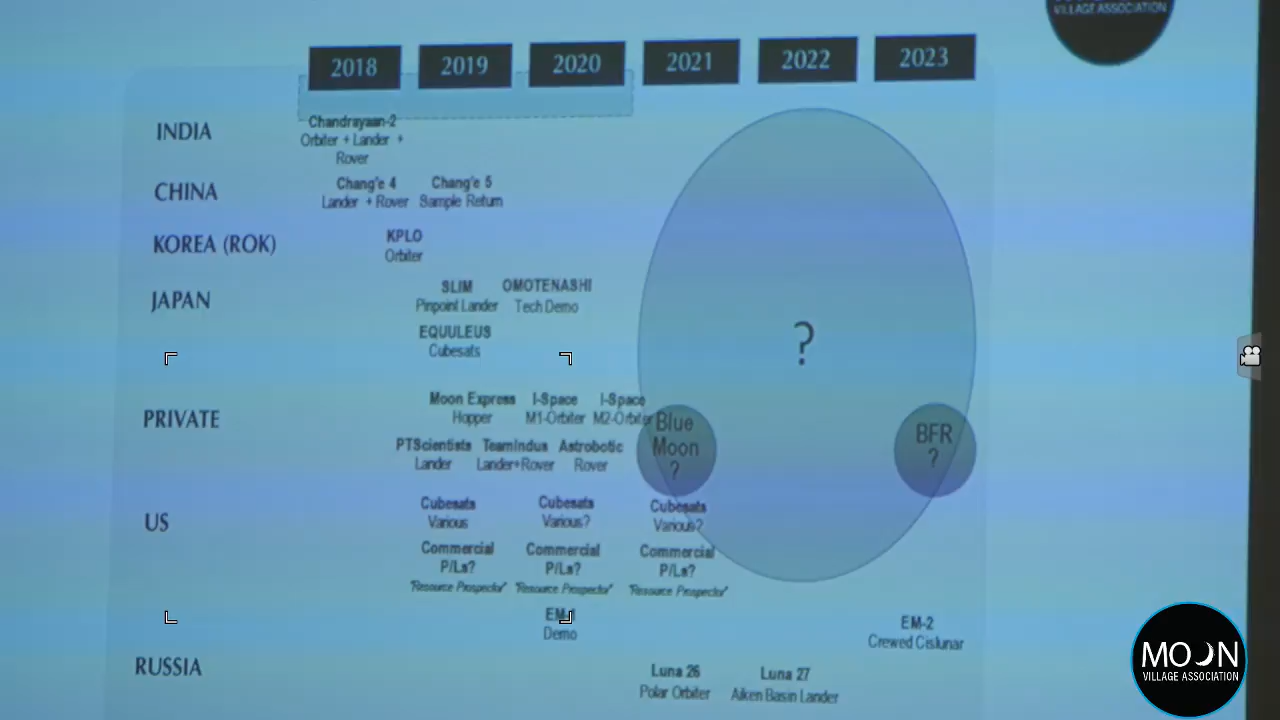 VILLAGE ASSOCIATION
2018 2019 2020 2021 2022 2023
INDIA
Chandrayaan-2
Orbiter + Lander +
Rover
CHINA
Chang'e 4 Chang'e 5
Lander + Rover Sample Return
KOREA (ROK)
KPLO
Orbiter
JAPAN
SLIM OMOTENASHI
Pinpoint Lander Tech Demo
EQUULEUS
Cubesats
?
PRIVATE
Moon Express I-Space I-Space
Hopper M1-Orbiter M2-Orbiter
PTScientists TeamIndus Astrobotic
Lander Lander+Rover Rover
Blue
Moon
?
BFR
?
US
Cubesats Cubesats Cubesats
Various Various? Various?
Commercial Commercial Commercial
P/Ls? P/Ls? P/Ls?
"Resource Prospector" "Resource Prospector" "Resource Prospector"
EM-1 EM-2
Demo Crewed Cislunar
RUSSIA
Luna 26 Luna 27
Polar Orbiter Aiken Basin Lander
MOON
VILLAGE ASSOCIATION